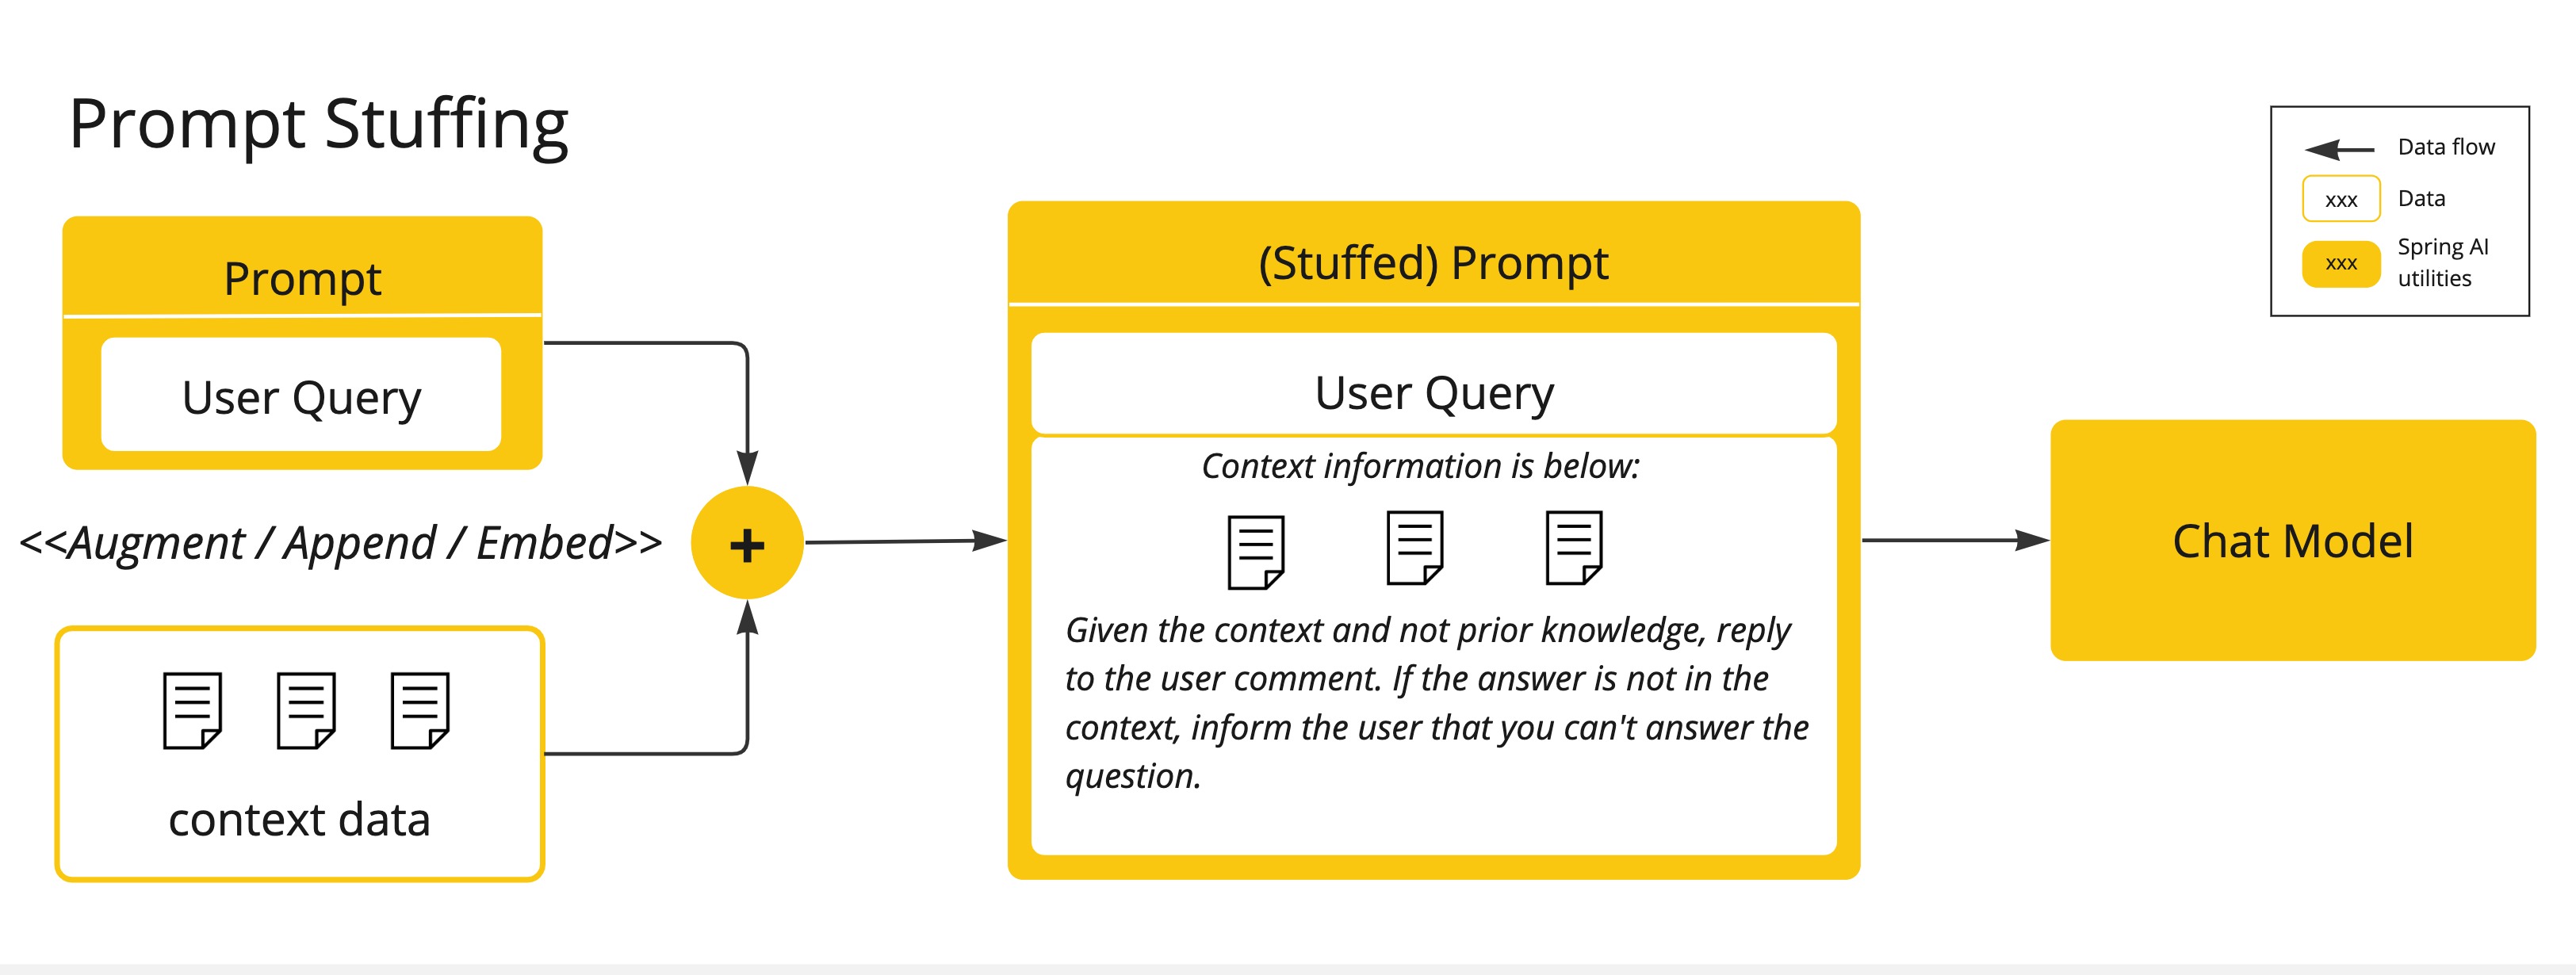 Prompt Stuffing
Data flow
xxx
Data
xxx
Spring AI
utilities
Prompt
User Query
<<Augment / Append / Embed>>
+
context data
(Stuffed) Prompt
User Query
Context information is below:
Given the context and not prior knowledge, reply
to the user comment. If the answer is not in the
context, inform the user that you can't answer the
question.
Chat Model